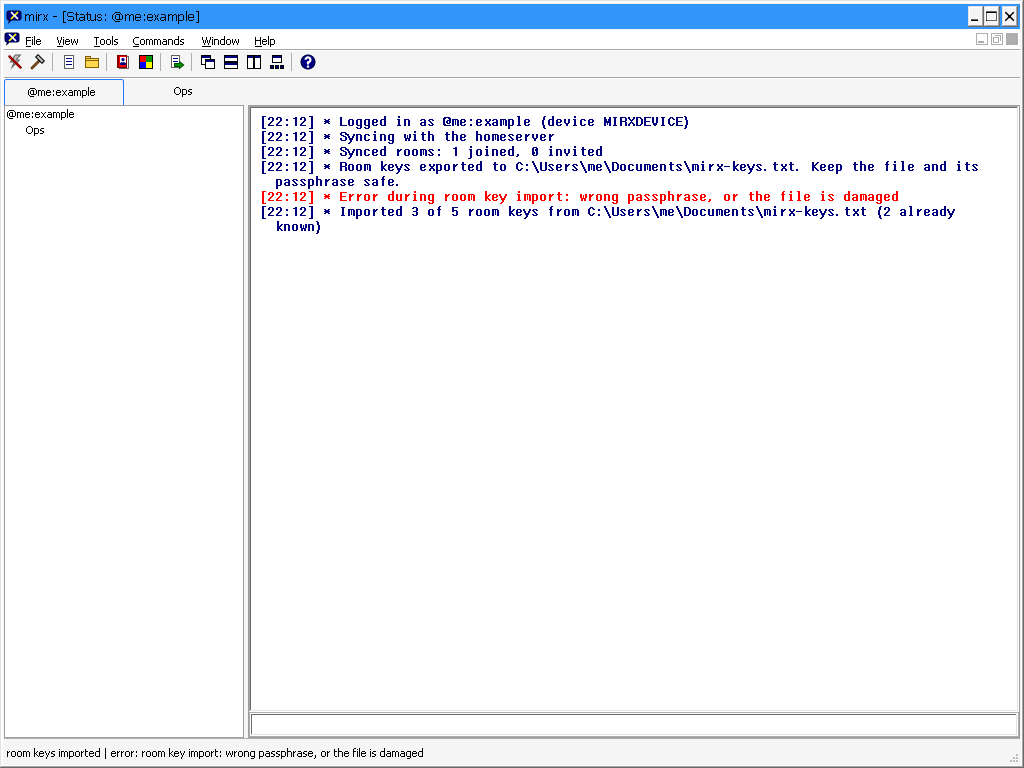 mirx - [Status: @me:example]
File View Tools Commands Window Help
@me:example Ops
@me:example
Ops
[22:12] * Logged in as @me:example (device MIRXDEVICE)
[22:12] * Syncing with the homeserver
[22:12] * Synced rooms: 1 joined, 0 invited
[22:12] * Room keys exported to C:\Users\me\Documents\mirx-keys.txt. Keep the file and its
passphrase safe.
[22:12] * Error during room key import: wrong passphrase, or the file is damaged
[22:12] * Imported 3 of 5 room keys from C:\Users\me\Documents\mirx-keys.txt (2 already
known)
room keys imported | error: room key import: wrong passphrase, or the file is damaged